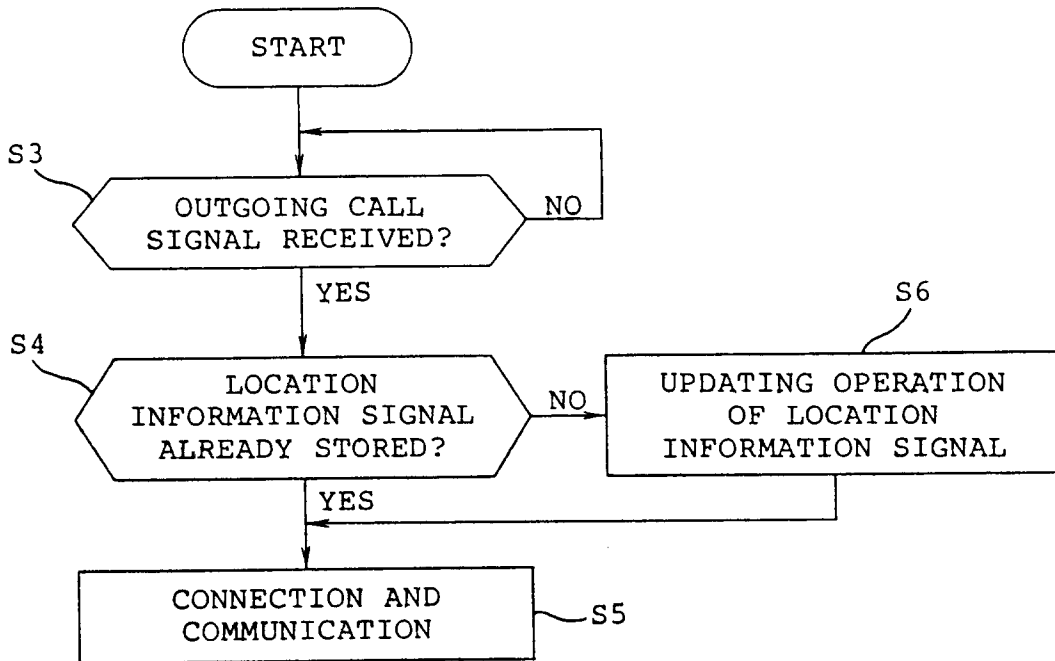 START
S3
OUTGOING CALL
SIGNAL RECEIVED?
NO
YES
S4
LOCATION
INFORMATION SIGNAL
ALREADY STORED?
NO
S6
UPDATING OPERATION
OF LOCATION
INFORMATION SIGNAL
YES
CONNECTION AND
COMMUNICATION
S5